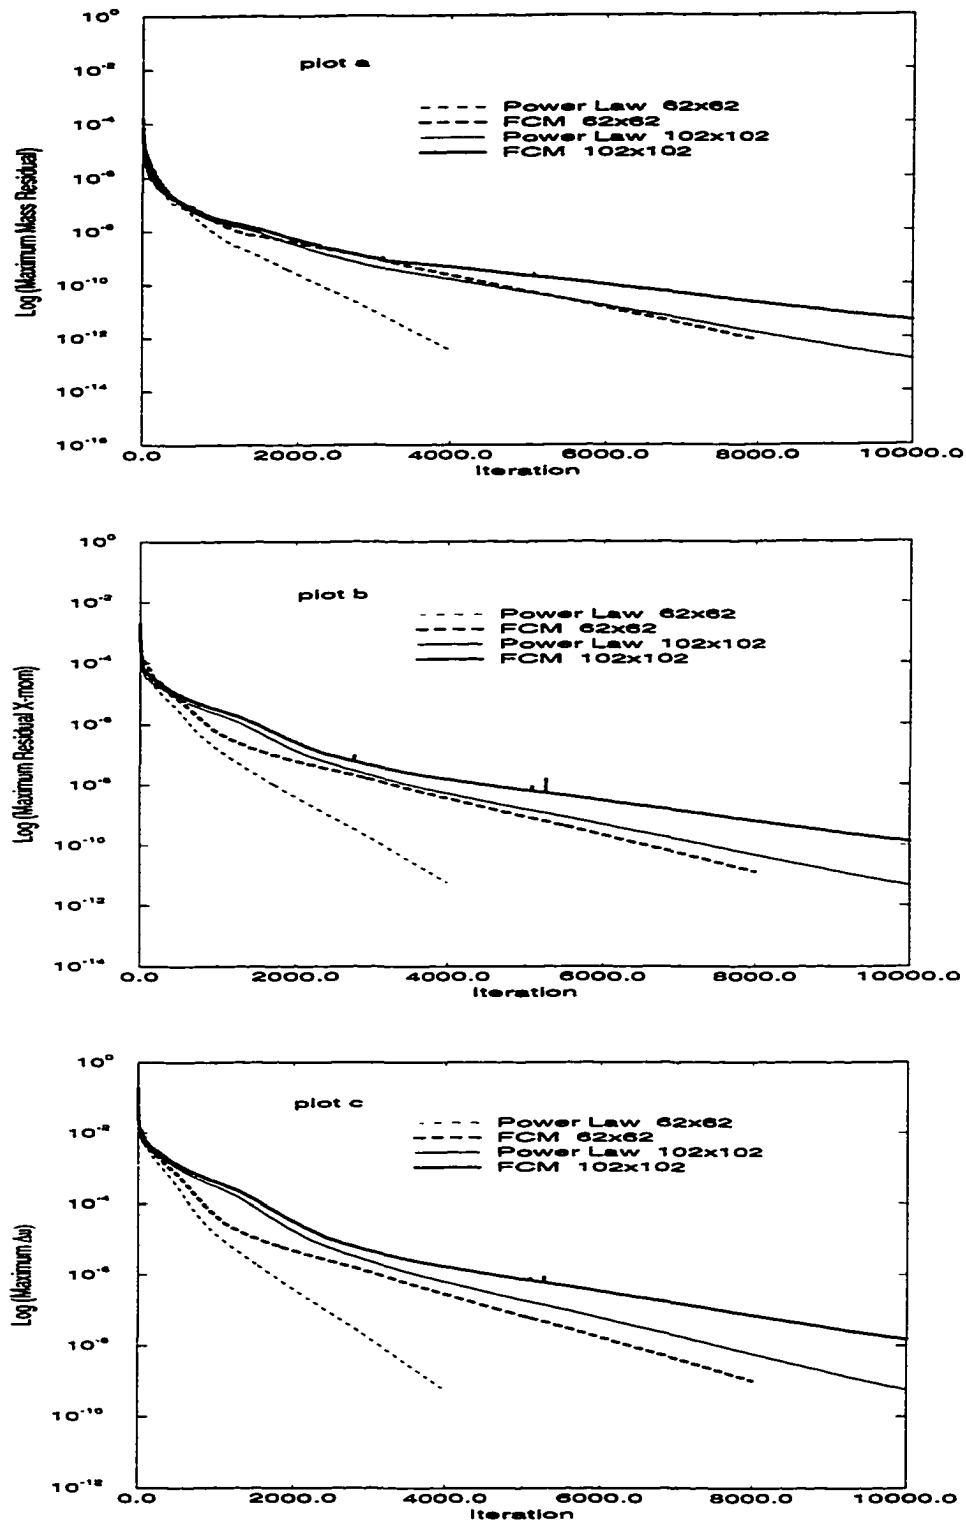 10⁰
plot a
10⁻²
Power Law 62x62
FCM 62x62
Power Law 102x102
FCM 102x102
10⁻⁴
10⁻⁶
10⁻⁸
10⁻¹⁰
10⁻¹²
10⁻¹⁴
10⁻¹⁶
Log (Maximum Mass Residual)
0.0 2000.0 4000.0 6000.0 8000.0 10000.0
Iteration
10⁰
plot b
10⁻²
Power Law 62x62
FCM 62x62
Power Law 102x102
FCM 102x102
10⁻⁴
10⁻⁶
10⁻⁸
10⁻¹⁰
10⁻¹²
10⁻¹⁴
Log (Maximum Residual X-mom)
0.0 2000.0 4000.0 6000.0 8000.0 10000.0
Iteration
10⁰
plot c
Power Law 62x62
10⁻²
FCM 62x62
Power Law 102x102
FCM 102x102
10⁻⁴
10⁻⁶
10⁻⁸
10⁻¹⁰
10⁻¹²
Log (Maximum Δu)
0.0 2000.0 4000.0 6000.0 8000.0 10000.0
Iteration